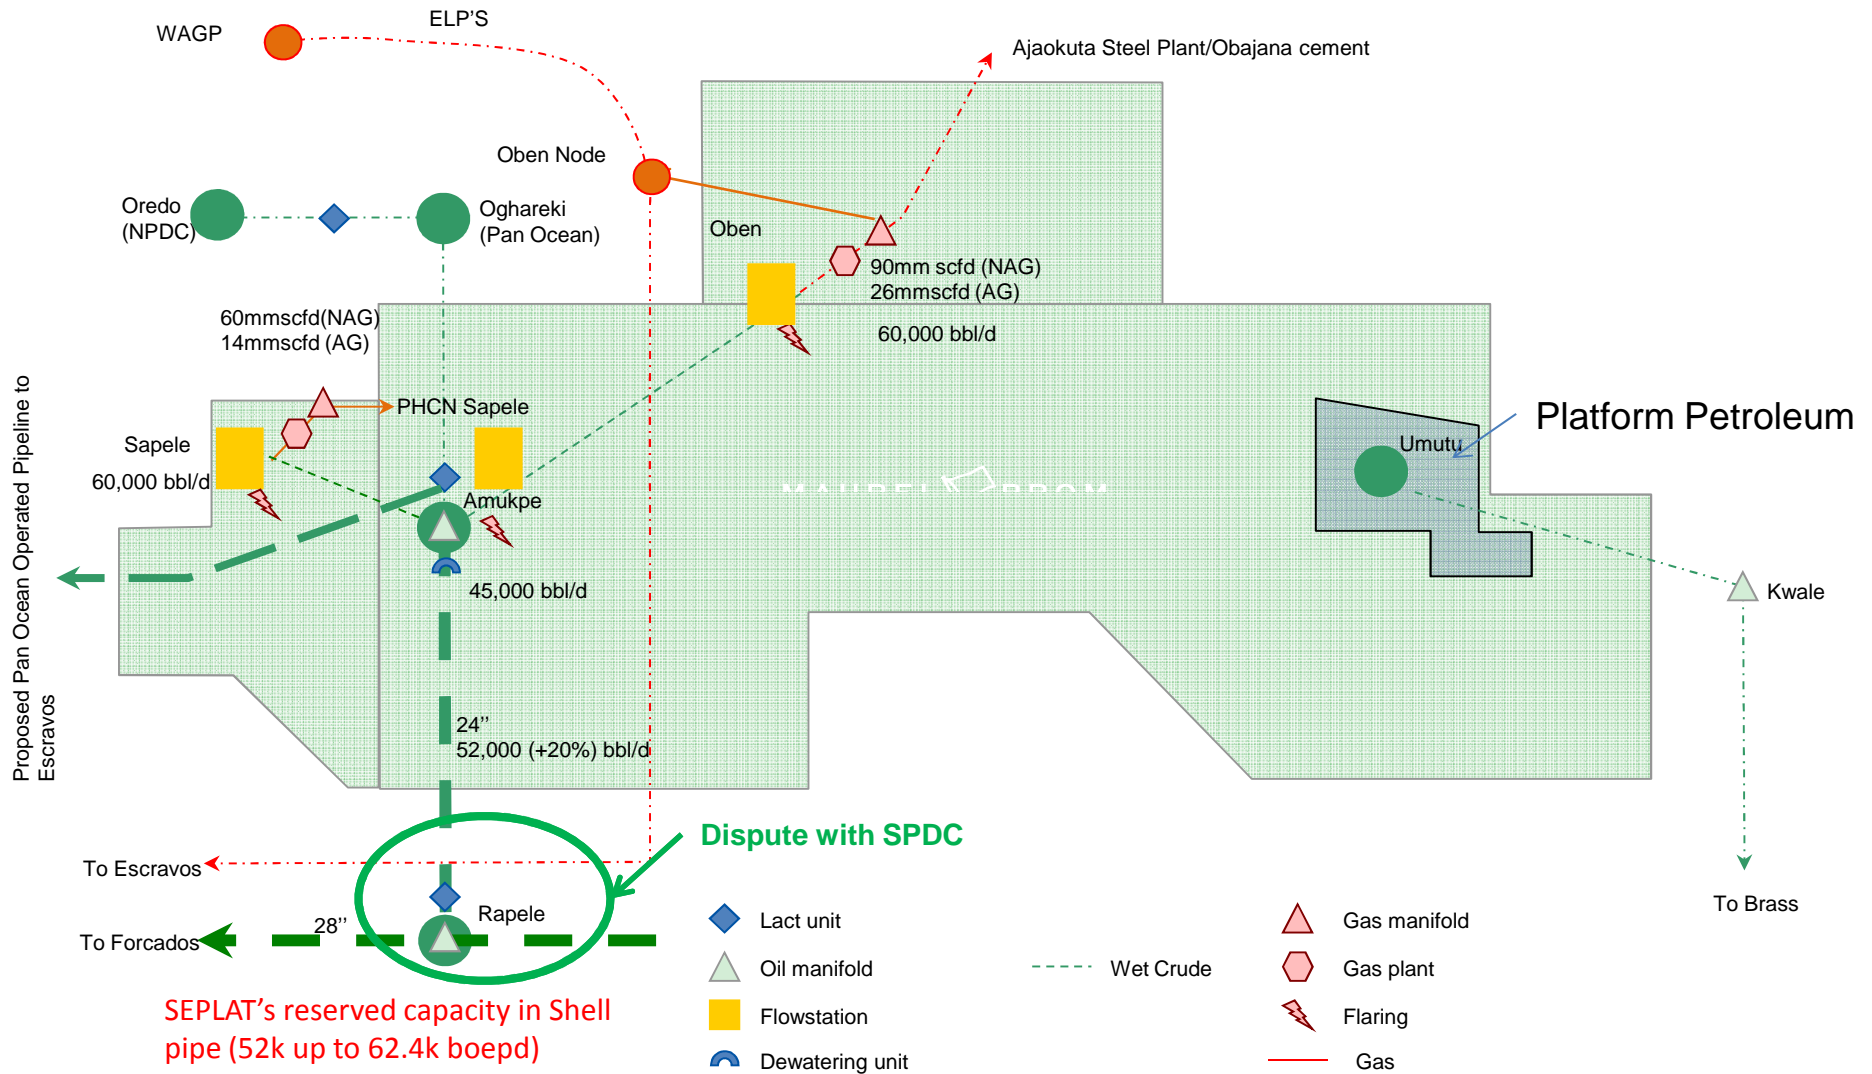 ELP'S
WAGP
Ajaokuta Steel Plant/Obajana cement
Oben Node
Oredo
(NPDC)
Oghareki
(Pan Ocean)
Oben
90mm scfd (NAG)
26mmscfd (AG)
60,000 bbl/d
60mmscfd(NAG)
14mmscfd (AG)
PHCN Sapele
Sapele
60,000 bbl/d
Amukpe
45,000 bbl/d
Platform Petroleum
Umutu
Kwale
Proposed Pan Ocean Operated Pipeline to
Escravos
24’’
52,000 (+20%) bbl/d
Dispute with SPDC
To Escravos
Rapele
28’’
To Forcados
To Brass
SEPLAT’s reserved capacity in Shell
pipe (52k up to 62.4k boepd)
Lact unit
Oil manifold
Flowstation
Dewatering unit
Wet Crude
Gas manifold
Gas plant
Flaring
Gas